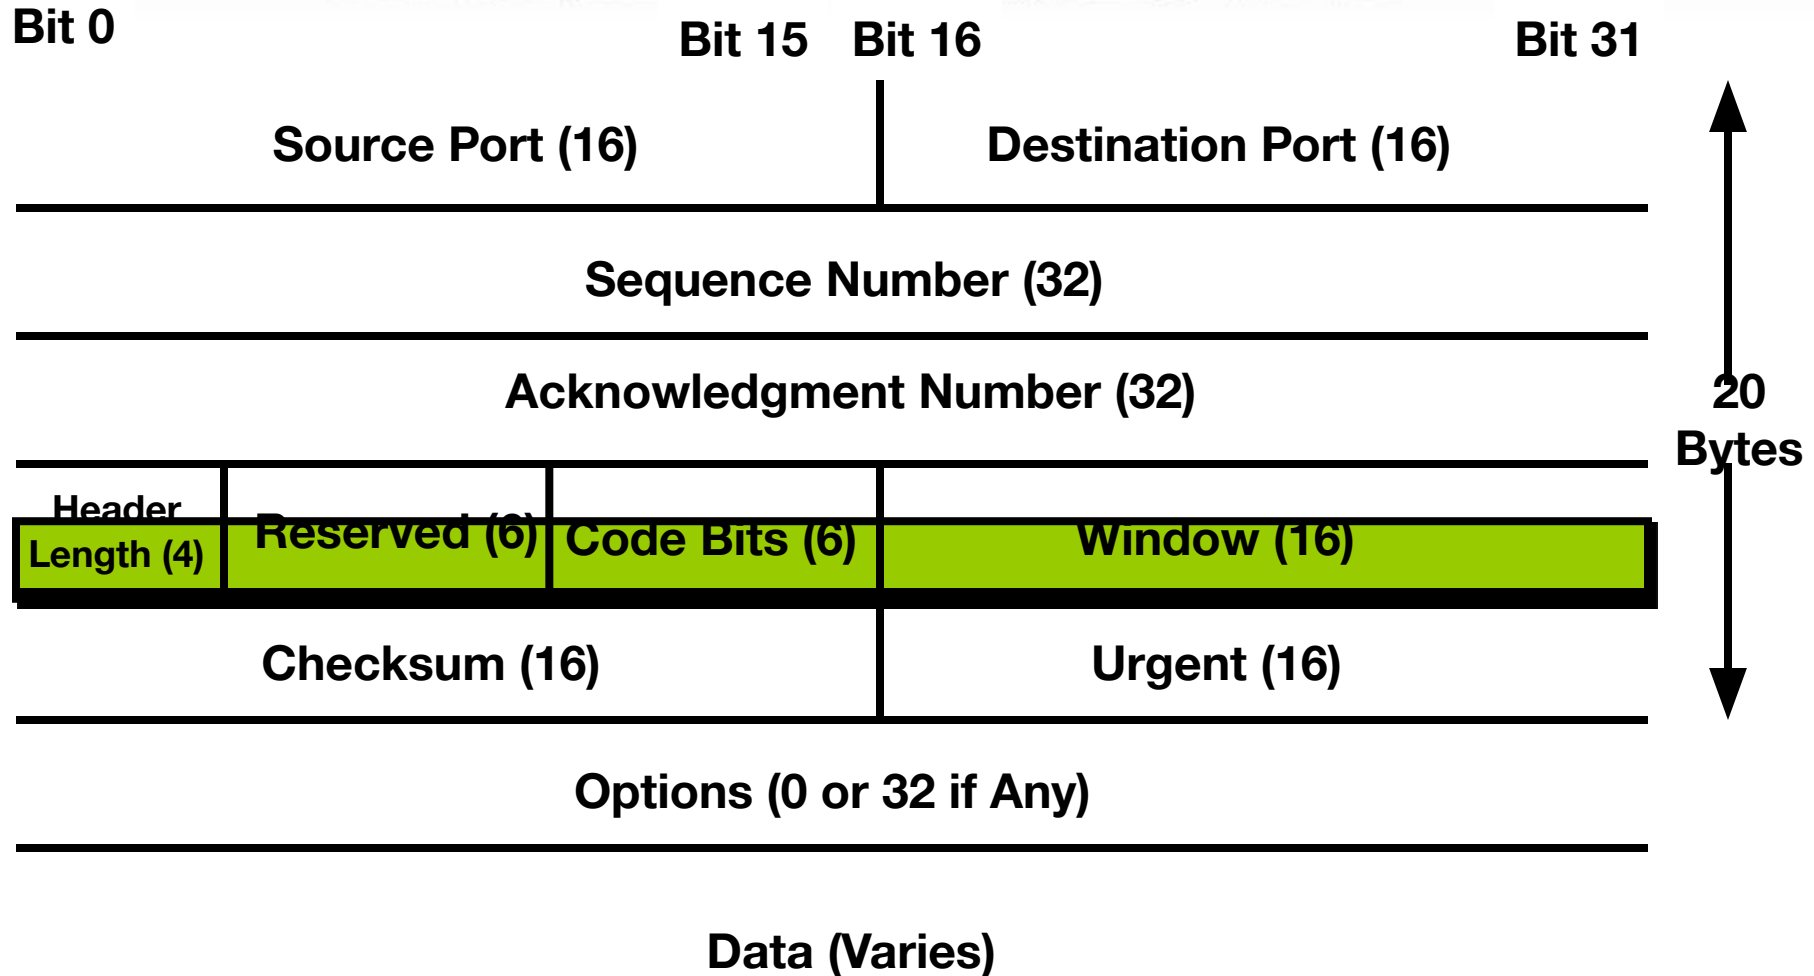 Bit 0
Bit 15 Bit 16
Bit 31
Source Port (16)
Destination Port (16)
Sequence Number (32)
Acknowledgment Number (32)
20
Bytes
Header
Length (4)
Reserved (6)
Code Bits (6)
Window (16)
Checksum (16)
Urgent (16)
Options (0 or 32 if Any)
Data (Varies)